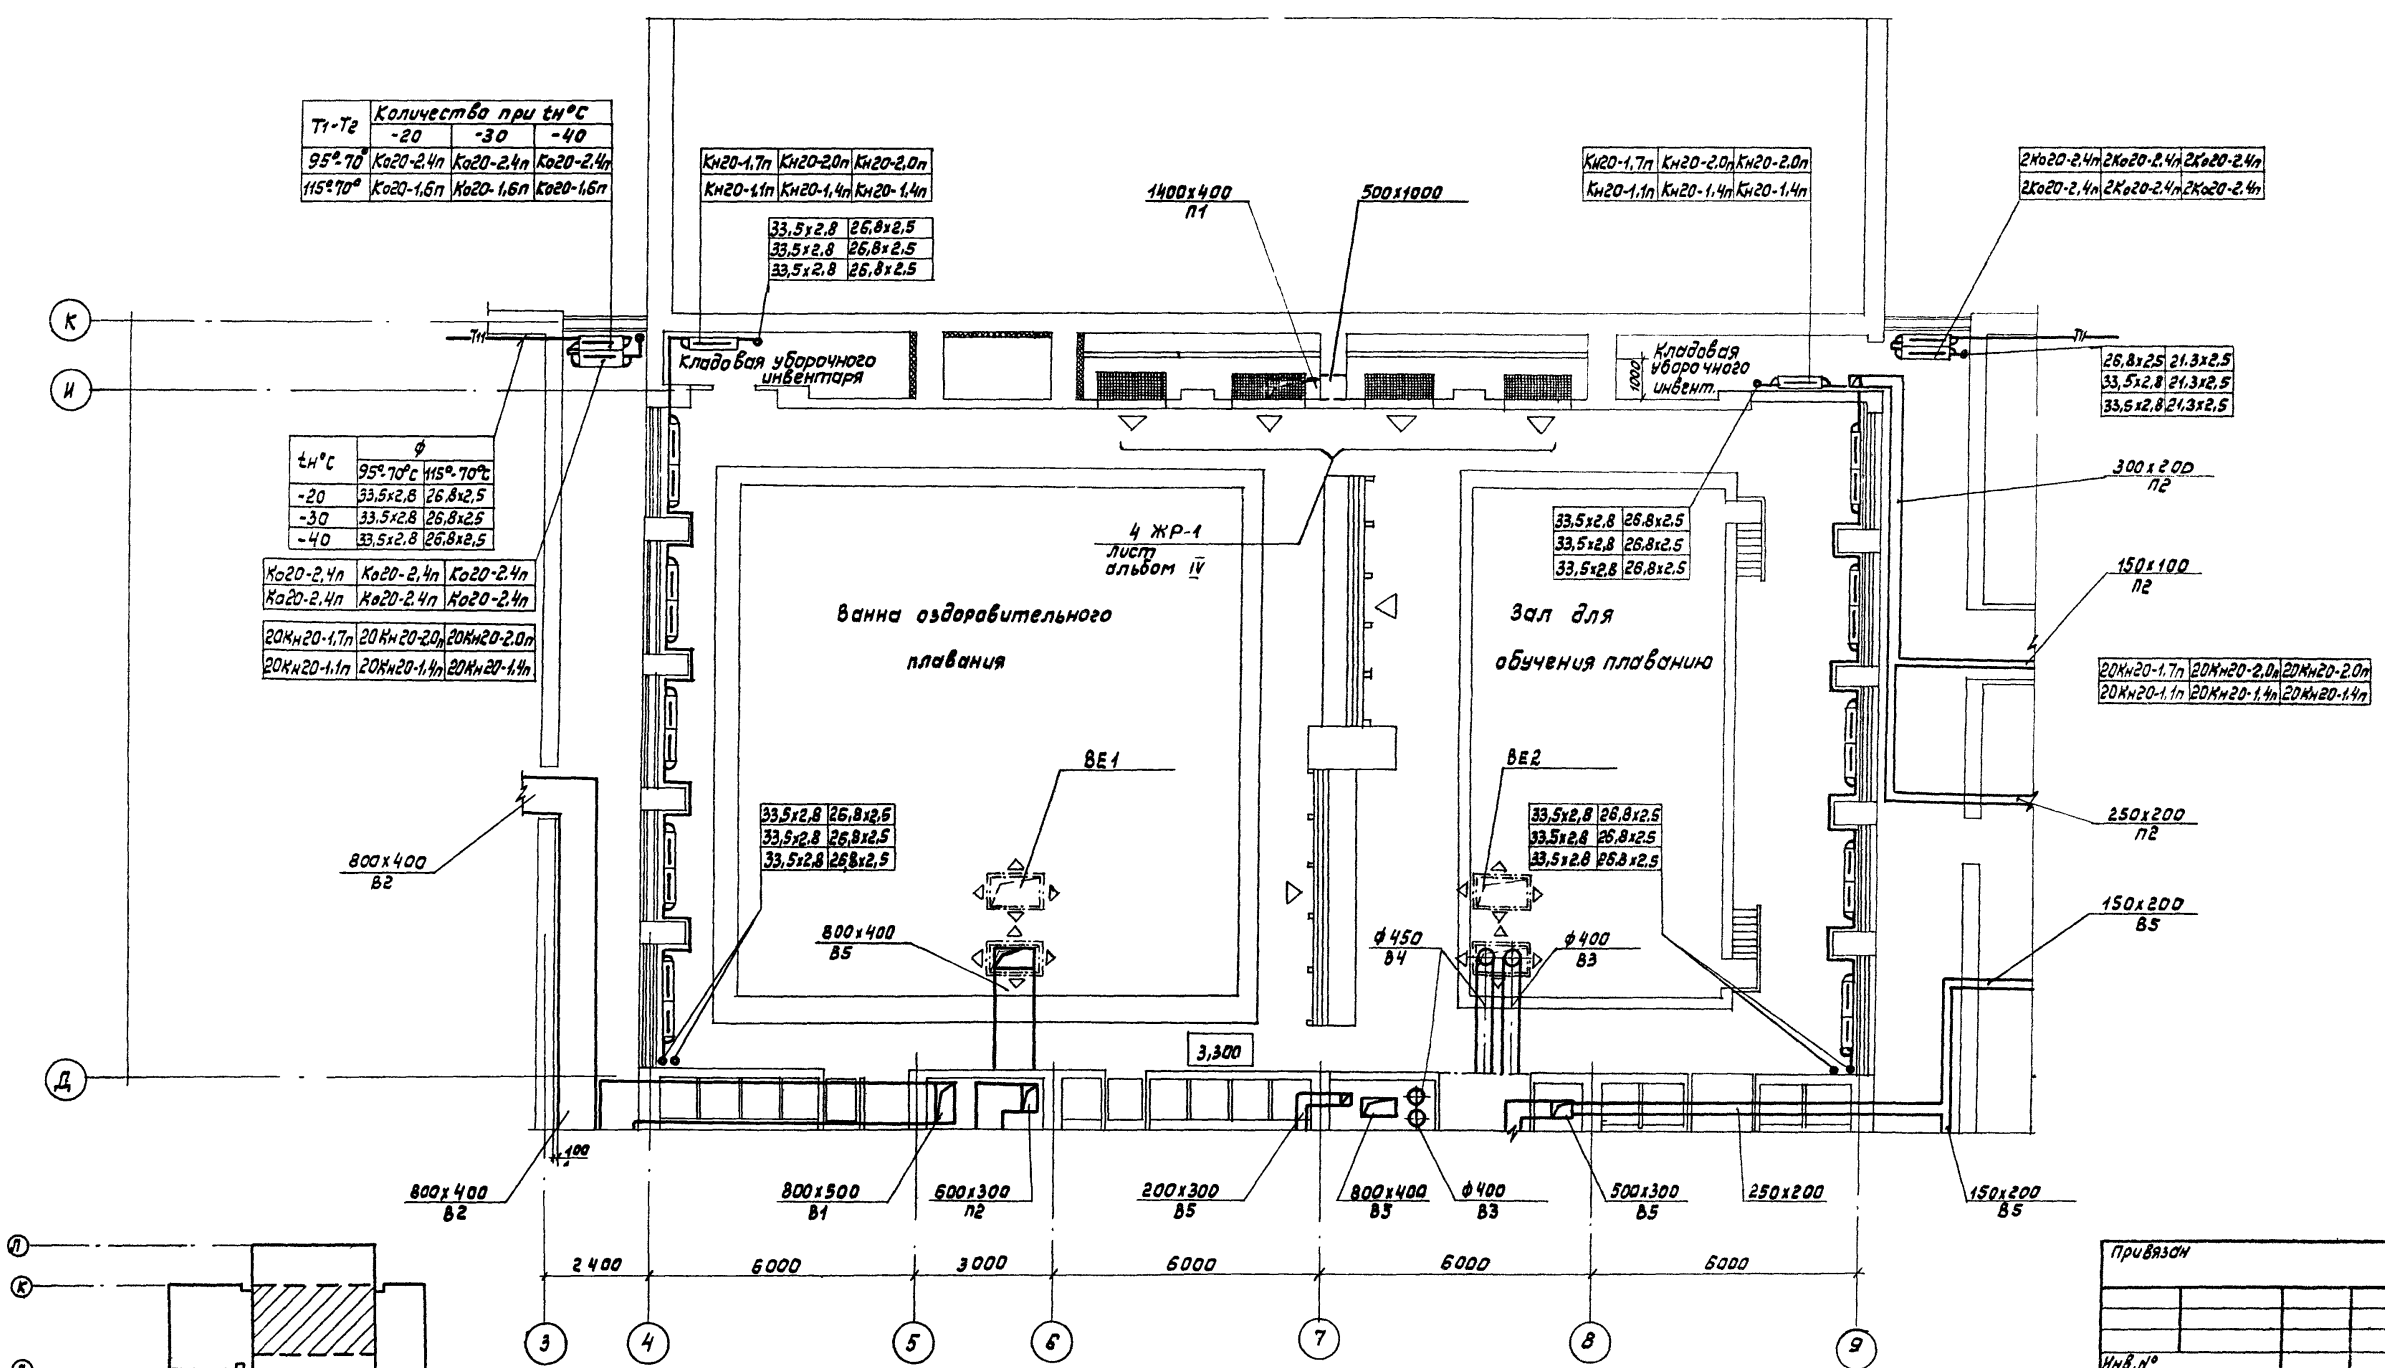 Т1-Т2 Количество при tн°С
-20 -30 -40
95°-70° Ко20-2,4п Ко20-2,4п Ко20-2,4п
115°-70° Ко20-1,6п Ко20-1,6п Ко20-1,6п
Кн20-1,7п Кн20-2,0п Кн20-2,0п
Кн20-1,1п Кн20-1,4п Кн20-1,4п
33,5х2,8 26,8х2,5
33,5х2,8 26,8х2,5
33,5х2,8 26,8х2,5
1400х400
П1
500х1000
Кн20-1,7п Кн20-2,0п Кн20-2,0п
Кн20-1,1п Кн20-1,4п Кн20-1,4п
2Ко20-2,4п 2Ко20-2,4п 2Ко20-2,4п
2Ко20-2,4п 2Ко20-2,4п 2Ко20-2,4п
К
Т11
Кладовая уборочного
инвентаря
1000
Кладовая
уборочного
инвент.
26,8х2,5 21,3х2,5
33,5х2,8 21,3х2,5
33,5х2,8 21,3х2,5
И
tн°С ф
95°-70°С 115°-70°С
-20 33,5х2,8 26,8х2,5
-30 33,5х2,8 26,8х2,5
-40 33,5х2,8 26,8х2,5
Ко20-2,4п Ко20-2,4п Ко20-2,4п
Ко20-2,4п Ко20-2,4п Ко20-2,4п
20Кн20-1,7п 20Кн20-2,0п 20Кн20-2,0п
20Кн20-1,1п 20Кн20-1,4п 20Кн20-1,4п
4 ЖР-1
Лист
альбом IV
33,5х2,8 26,8х2,5
33,5х2,8 26,8х2,5
33,5х2,8 26,8х2,5
300х200
П2
150х100
П2
Ванна оздоровительного
плавания
Зал для
обучения плаванию
20Кн20-1,7п 20Кн20-2,0п 20Кн20-2,0п
20Кн20-1,1п 20Кн20-1,4п 20Кн20-1,4п
ВЕ1
ВЕ2
33,5х2,8 26,8х2,5
33,5х2,8 26,8х2,5
33,5х2,8 26,8х2,5
33,5х2,8 26,8х2,5
33,5х2,8 26,8х2,5
33,5х2,8 26,8х2,5
250х200
П2
800х400
В2
150х200
В5
800х400
В5
ф450
В4
ф400
В3
3,300
Д
100
800х400
В2
800х500
В1
600х300
П2
200х300
В5
800х400
В5
ф400
В3
500х300
В5
250х200
150х200
В5
2400 6000 3000 6000 6000 6000
3 4 5 6 7 8 9
Л
К
Привязан
Инв.№